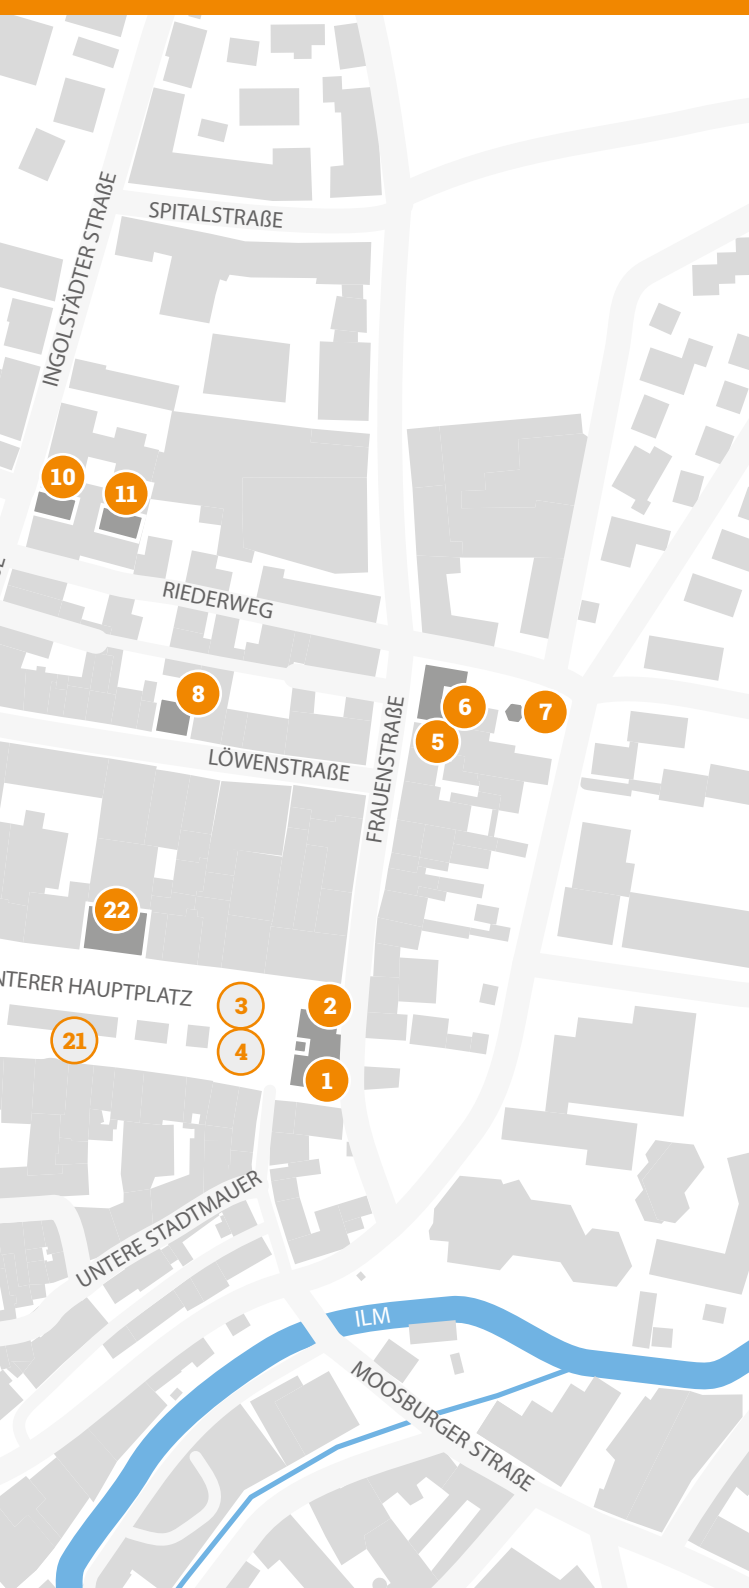 SPITALSTRAßE
INGOLSTÄDTER STRAßE
10
11
RIEDERWEG
8
6
7
5
FRAUENSTRAßE
LÖWENSTRAßE
22
NTERER HAUPTPLATZ
3
2
21
4
1
UNTERE STADTMAUER
ILM
MOOSBURGER STRAßE